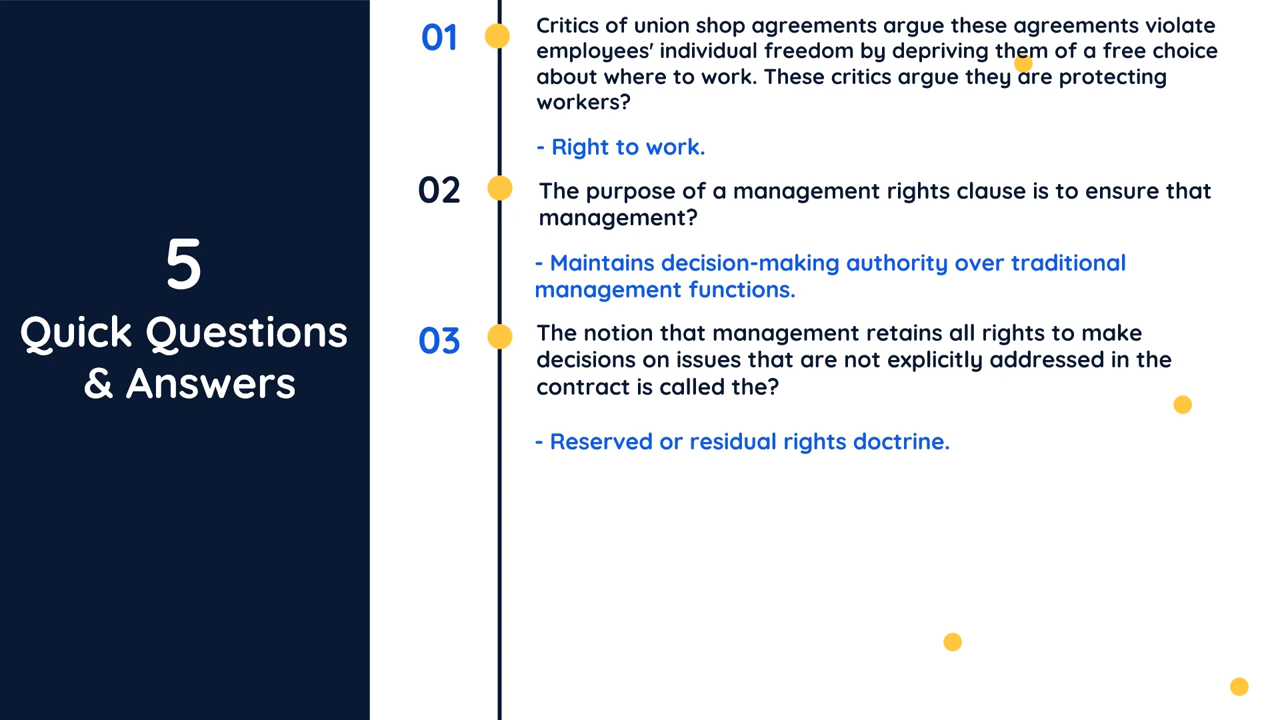 5
Quick Questions
& Answers
01
Critics of union shop agreements argue these agreements violate
employees' individual freedom by depriving them of a free choice
about where to work. These critics argue they are protecting
workers?
- Right to work.
02
The purpose of a management rights clause is to ensure that
management?
- Maintains decision-making authority over traditional
management functions.
03
The notion that management retains all rights to make
decisions on issues that are not explicitly addressed in the
contract is called the?
- Reserved or residual rights doctrine.